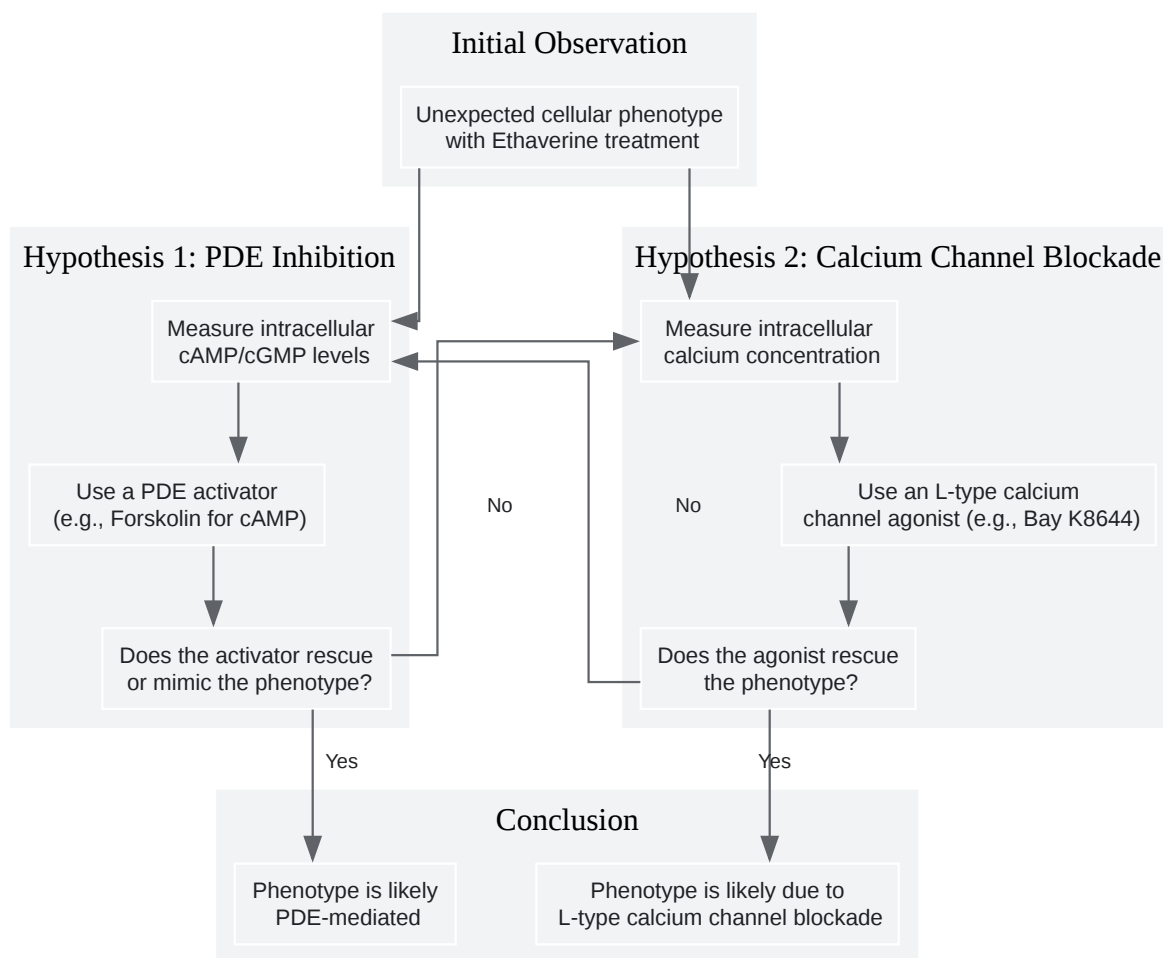 Initial Observation
Unexpected cellular phenotype
with Ethaverine treatment
Hypothesis 1: PDE Inhibition
Measure intracellular
cAMP/cGMP levels
Use a PDE activator
(e.g., Forskolin for cAMP)
Does the activator rescue
or mimic the phenotype?
No
Yes
Hypothesis 2: Calcium Channel Blockade
Measure intracellular
calcium concentration
Use an L-type calcium
channel agonist (e.g., Bay K8644)
Does the agonist rescue
the phenotype?
No
Yes
Conclusion
Phenotype is likely
PDE-mediated
Phenotype is likely due to
L-type calcium channel blockade